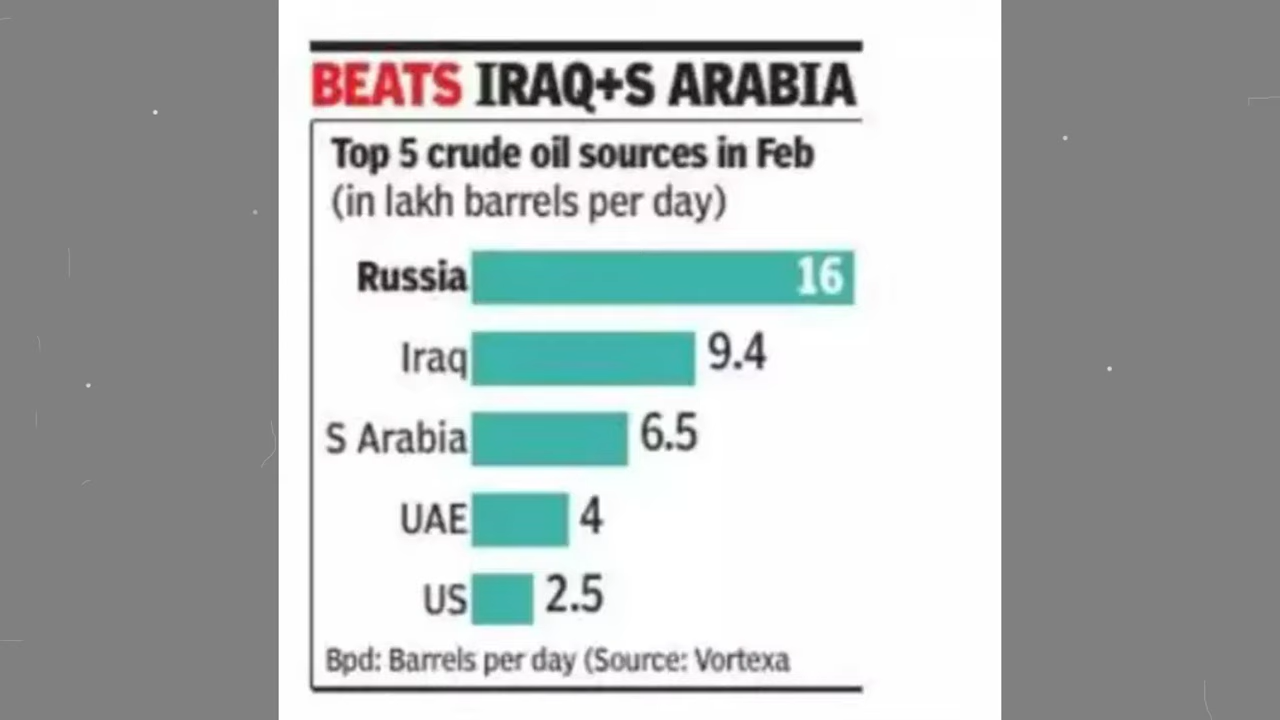 BEATS IRAQ+S ARABIA
Top 5 crude oil sources in Feb
(in lakh barrels per day)
Russia 16
Iraq 9.4
S Arabia 6.5
UAE 4
US 2.5
Bpd: Barrels per day (Source: Vortexa